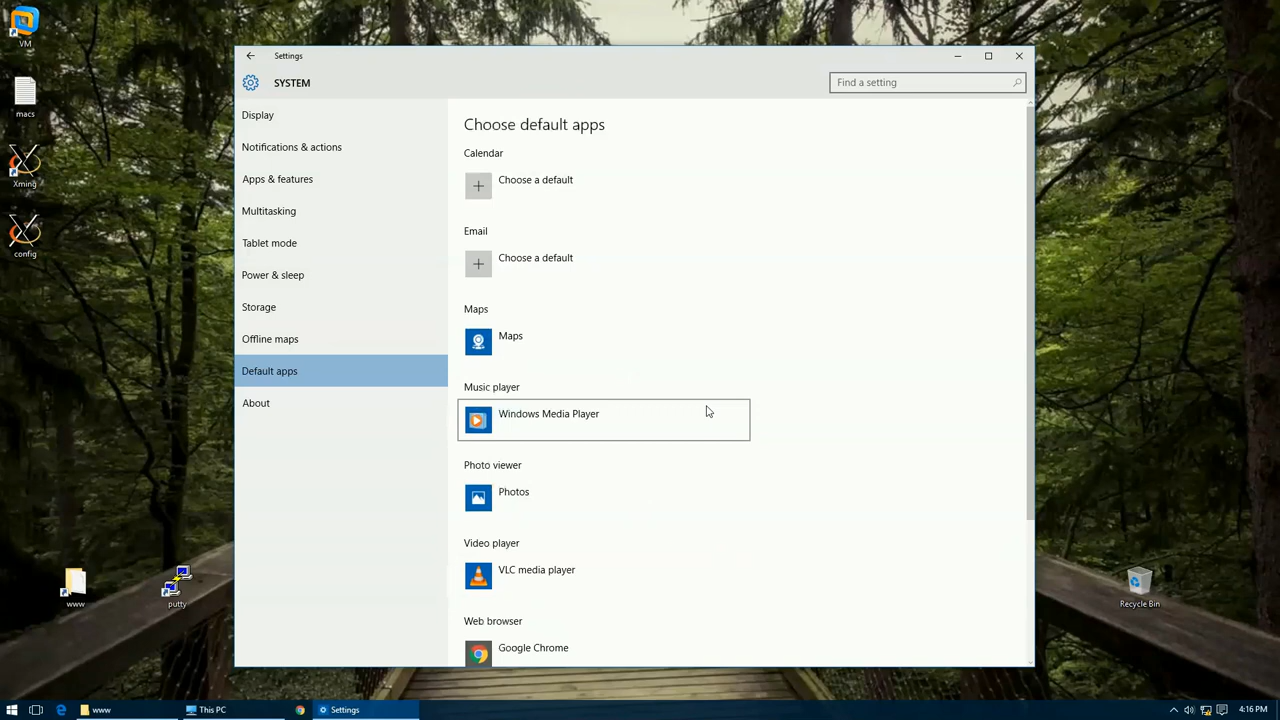 VM
macs
Xming
config
www
putty
Recycle Bin
Settings
SYSTEM
Find a setting
Display
Notifications & actions
Apps & features
Multitasking
Tablet mode
Power & sleep
Storage
Offline maps
Default apps
About
Choose default apps
Calendar
Choose a default
Email
Choose a default
Maps
Maps
Music player
Windows Media Player
Photo viewer
Photos
Video player
VLC media player
Web browser
Google Chrome
www
This PC
Settings
4:16 PM